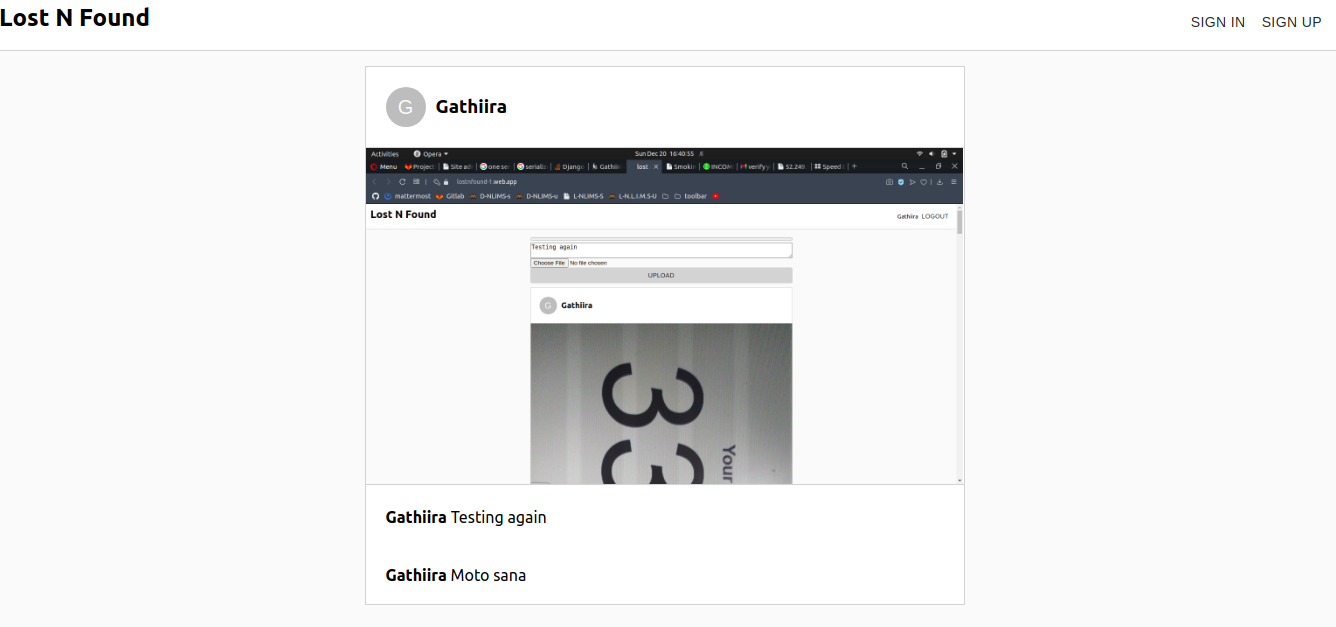 Lost N Found
SIGN IN SIGN UP
G Gathiira
Activities Opera Sun Dec 20 16:40:55
Menu Project Site ad one ser serializ Django Gathiir lost Smokin INCOM verify y 52.249 Speed
lostnfound-1.web.app
mattermost Gitlab D-NLIMS-s D-NLIMS-u L-NLIMS-S L-N.L.I.M.S-U toolbar
Lost N Found Gathiira LOGOUT
Testing again
Choose File No file chosen
UPLOAD
G Gathiira
33
Your
Gathiira Testing again
Gathiira Moto sana